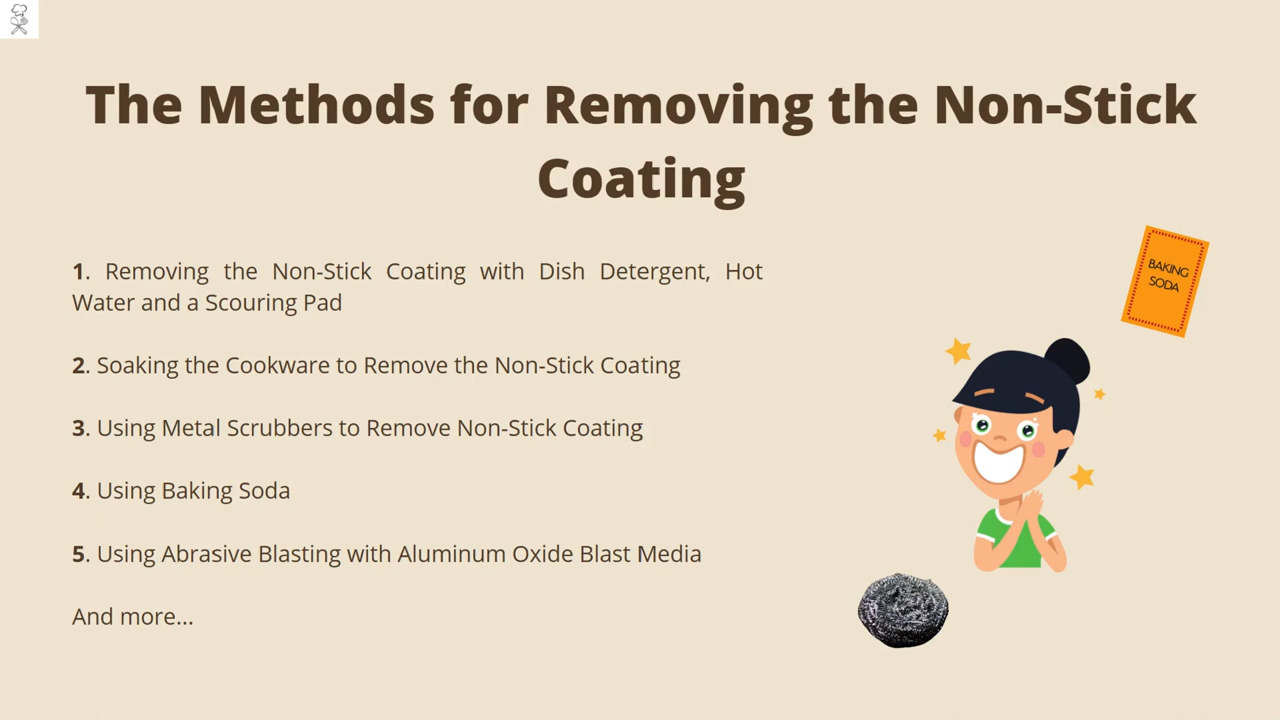 The Methods for Removing the Non-Stick
Coating
1. Removing the Non-Stick Coating with Dish Detergent, Hot
Water and a Scouring Pad
2. Soaking the Cookware to Remove the Non-Stick Coating
3. Using Metal Scrubbers to Remove Non-Stick Coating
4. Using Baking Soda
5. Using Abrasive Blasting with Aluminum Oxide Blast Media
And more...
BAKING
SODA